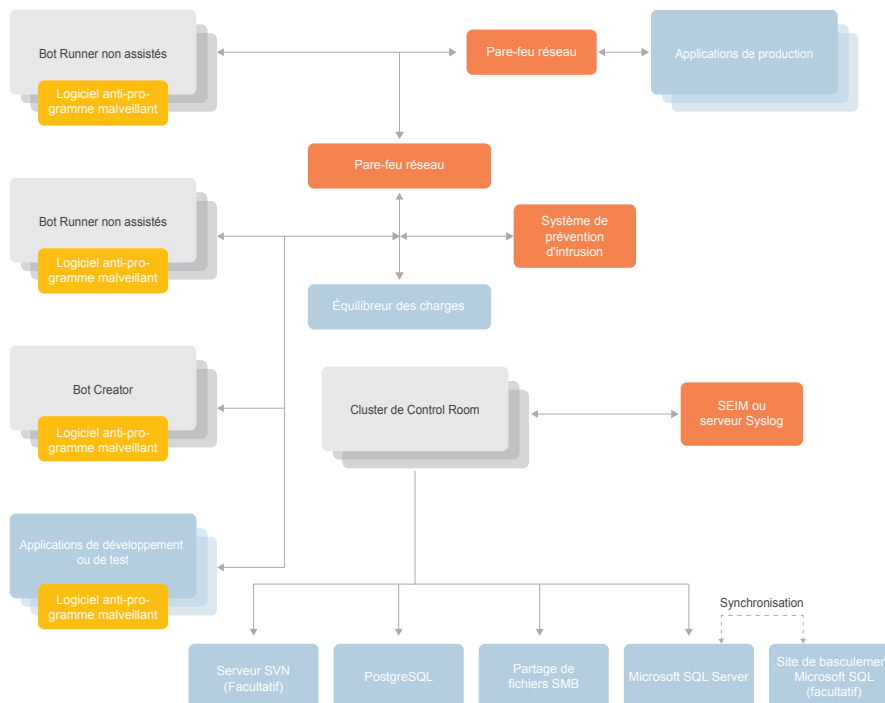 Bot Runner non assistés
Logiciel anti-pro-
gramme malveillant
Pare-feu réseau
Applications de production
Pare-feu réseau
Bot Runner non assistés
Logiciel anti-pro-
gramme malveillant
Système de
prévention
d'intrusion
Équilibreur des charges
Bot Creator
Logiciel anti-pro-
gramme malveillant
Cluster de Control Room
SEIM ou
serveur Syslog
Applications de développement
ou de test
Logiciel anti-pro-
gramme malveillant
Synchronisation
Serveur SVN
(Facultatif)
PostgreSQL
Partage de
fichiers SMB
Microsoft SQL Server
Site de basculemen
Microsoft SQL
(facultatif)